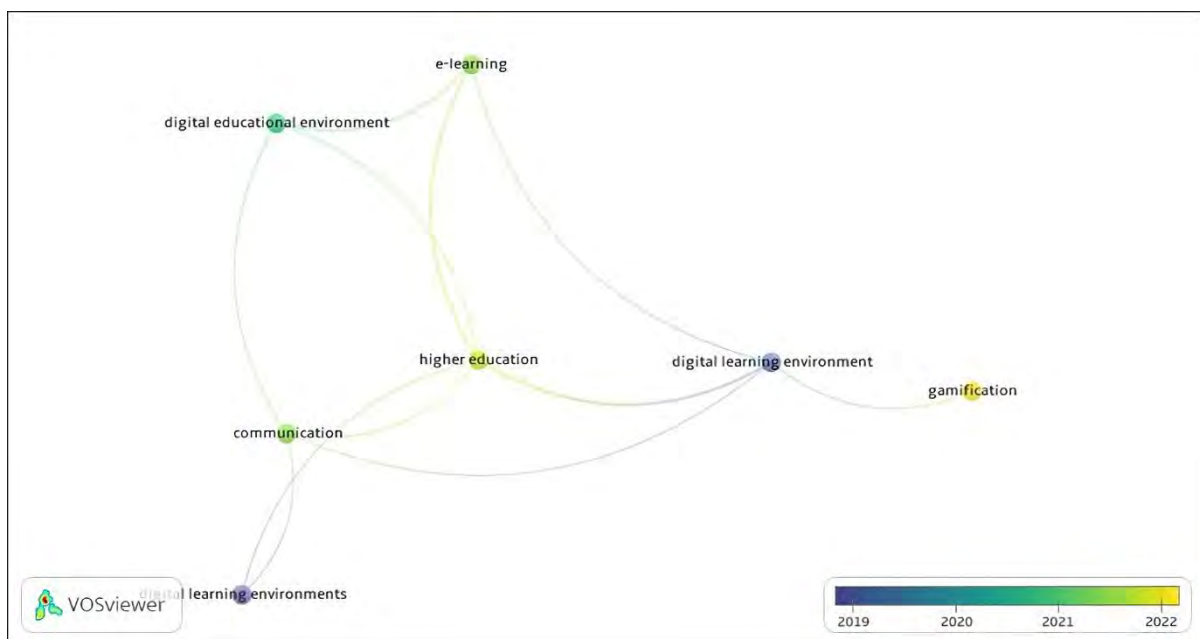 e-learning
digital educational environment
higher education
digital learning environment
gamification
communication
digital learning environments
VOSviewer
2019 2020 2021 2022